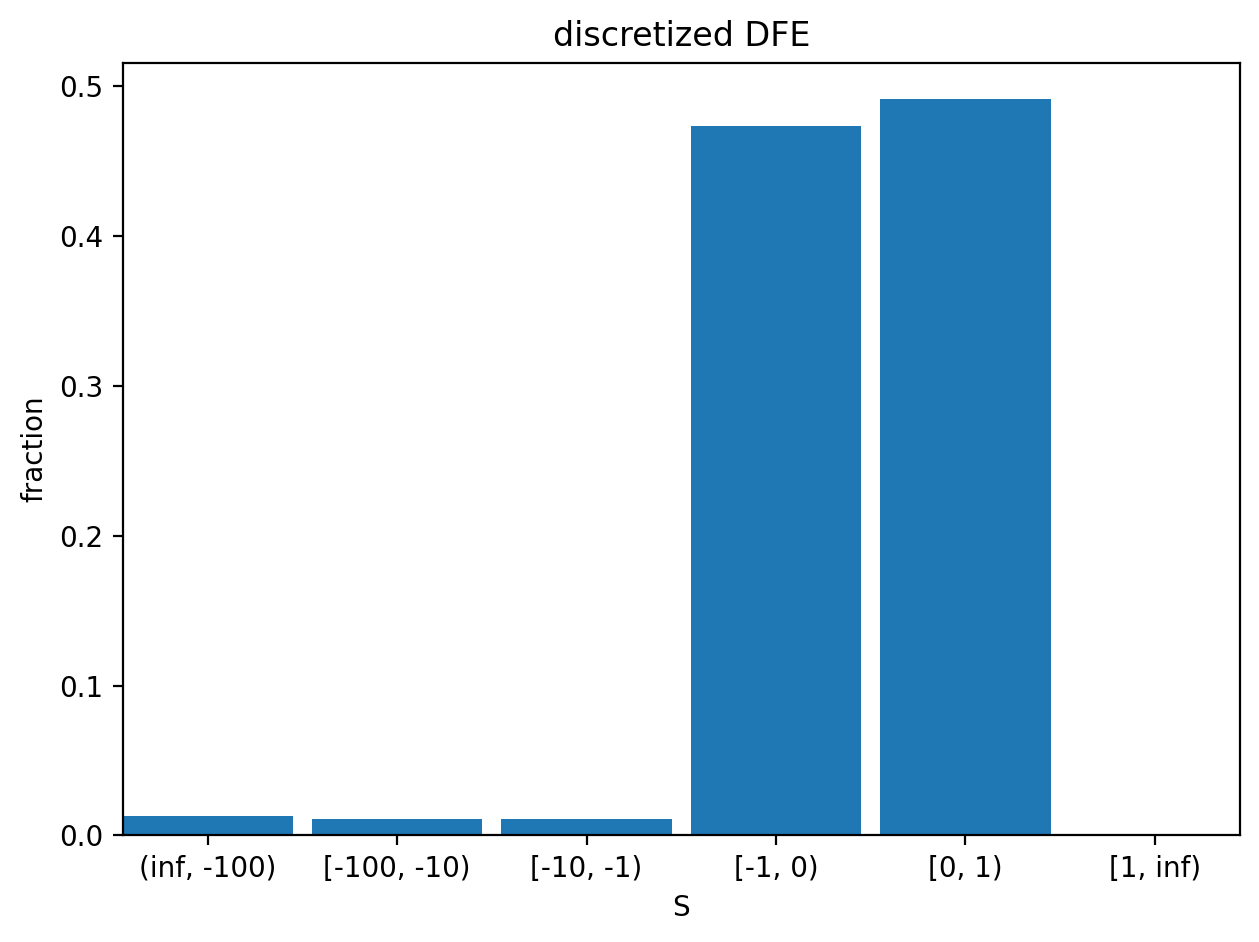 discretized DFE
fraction
0.5
0.4
0.3
0.2
0.1
0.0
(inf, -100) [-100, -10) [-10, -1) [-1, 0) [0, 1) [1, inf)
S